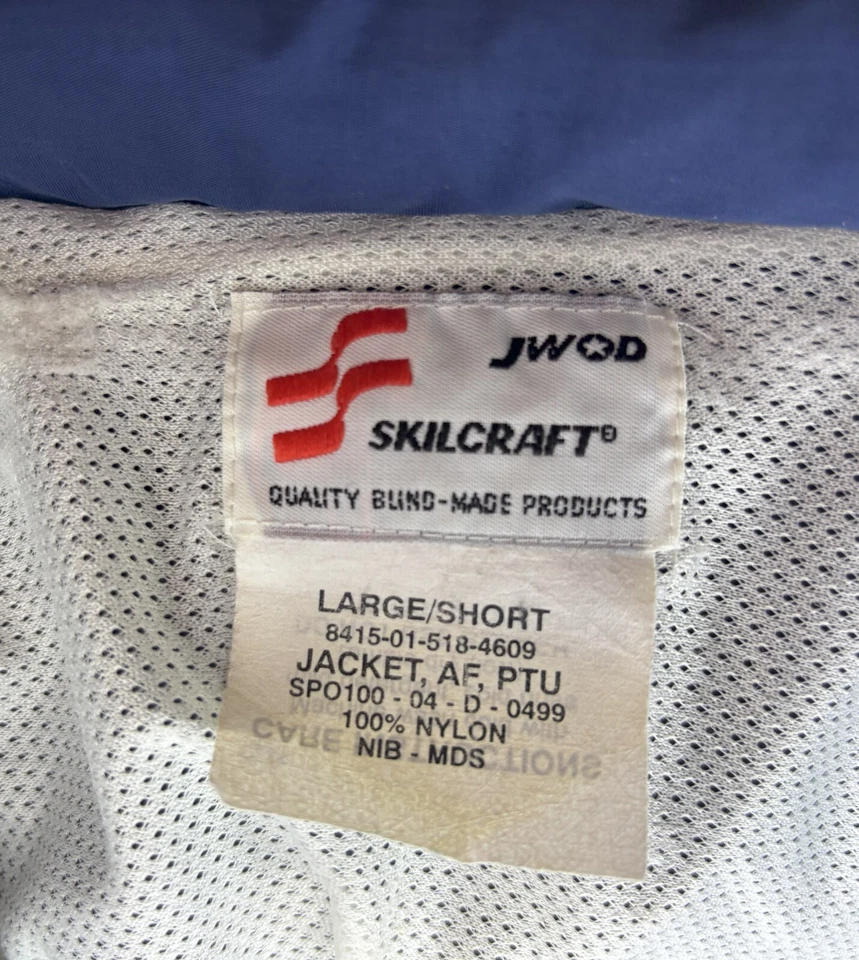 JWOD
SKILCRAFT®
QUALITY BLIND-MADE PRODUCTS
LARGE/SHORT
8415-01-518-4609
JACKET, AF, PTU
SPO100 - 04 - D - 0499
100% NYLON
NIB - MDS